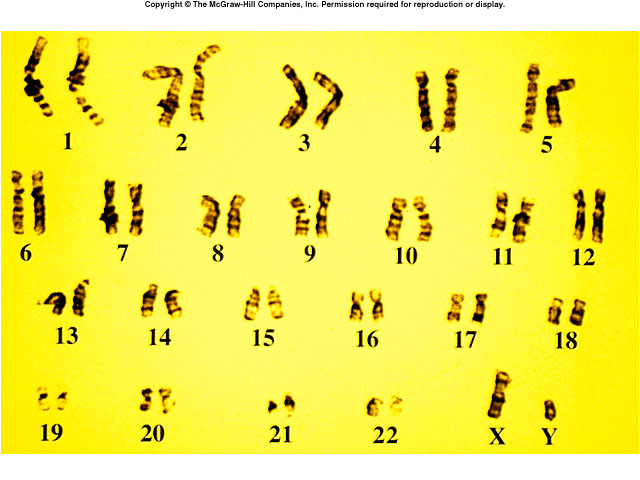 Copyright © The McGraw-Hill Companies, Inc. Permission required for reproduction or display.
1 2 3 4 5
6 7 8 9 10 11 12
13 14 15 16 17 18
19 20 21 22 X Y